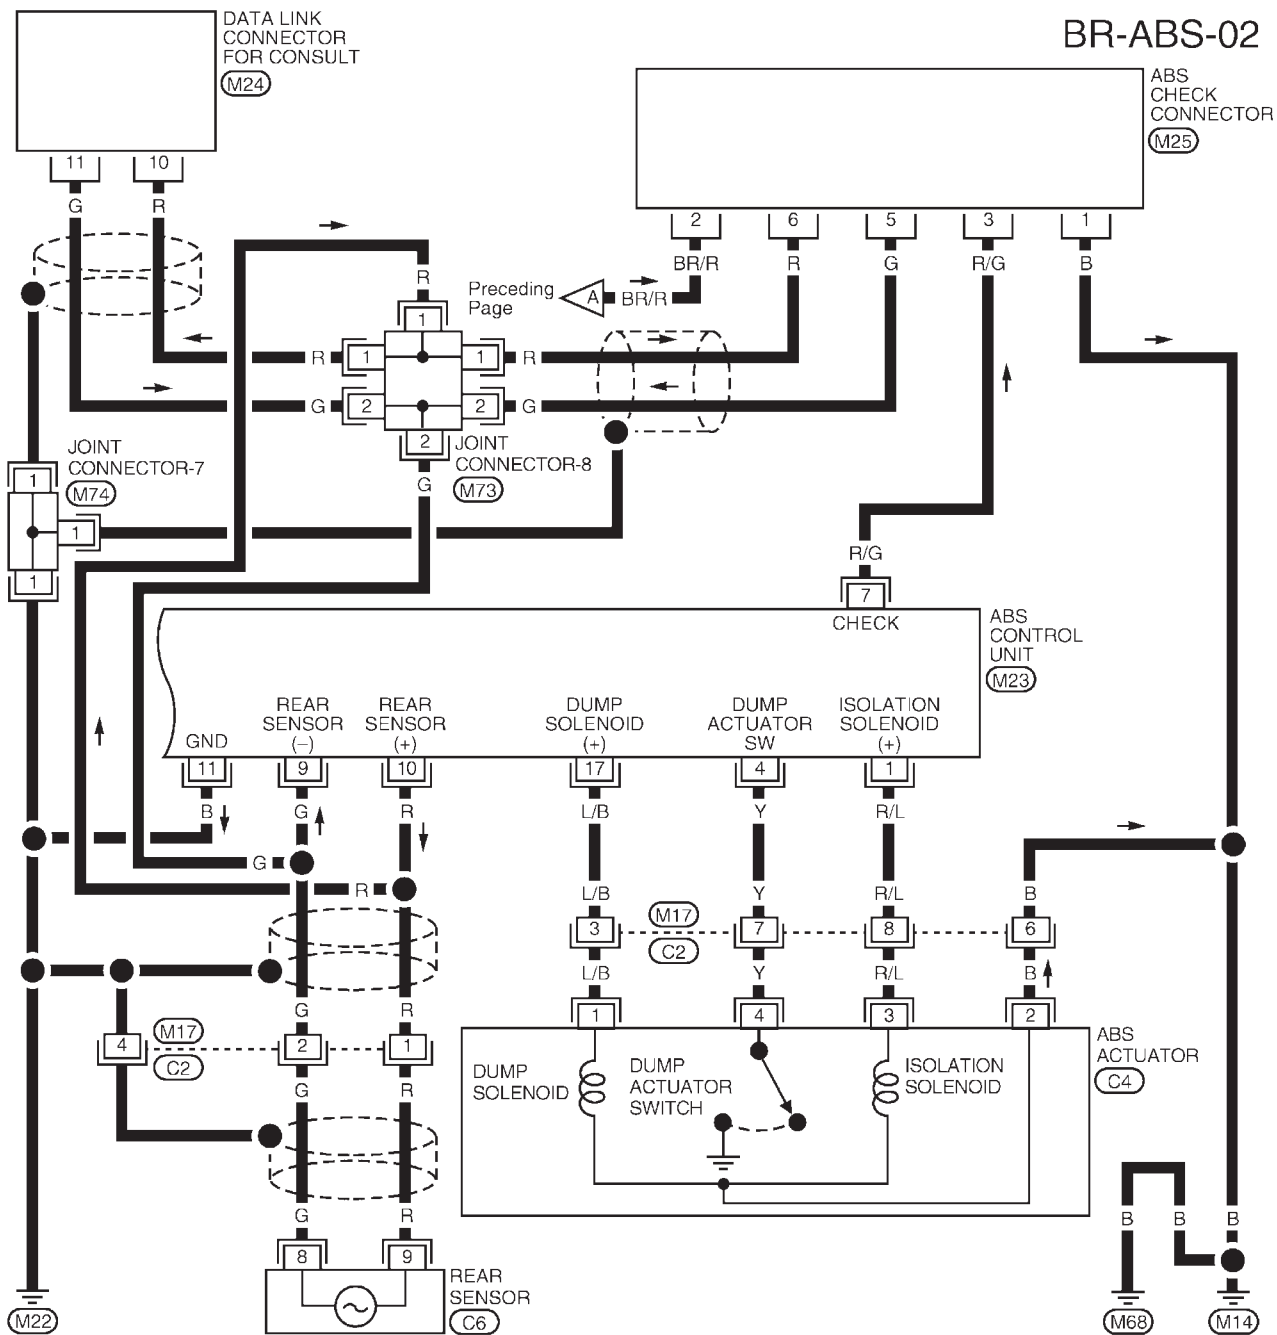 BR-ABS-02
DATA LINK
CONNECTOR
FOR CONSULT
M24
ABS
CHECK
CONNECTOR
M25
11 10
G R
2 6 5 3 1
BR/R R G R/G B
R
Preceding
Page
A BR/R
1
R 1 1 R
G 2 2 G
2
G
JOINT
CONNECTOR-8
M73
JOINT
CONNECTOR-7
M74
1
1
1
R/G
7
CHECK
ABS
CONTROL
UNIT
M23
GND
REAR
SENSOR
(–)
REAR
SENSOR
(+)
DUMP
SOLENOID
(+)
DUMP
ACTUATOR
SW
ISOLATION
SOLENOID
(+)
11 9 10 17 4 1
B G R L/B Y R/L
G
R
L/B Y R/L B
M17
C2
3 7 8 6
L/B Y R/L B
1 4 3 2
G R
M17
C2
4 2 1
G R
DUMP
SOLENOID
DUMP
ACTUATOR
SWITCH
ISOLATION
SOLENOID
ABS
ACTUATOR
C4
G R
8 9
REAR
SENSOR
C6
B B B
M22
M68
M14